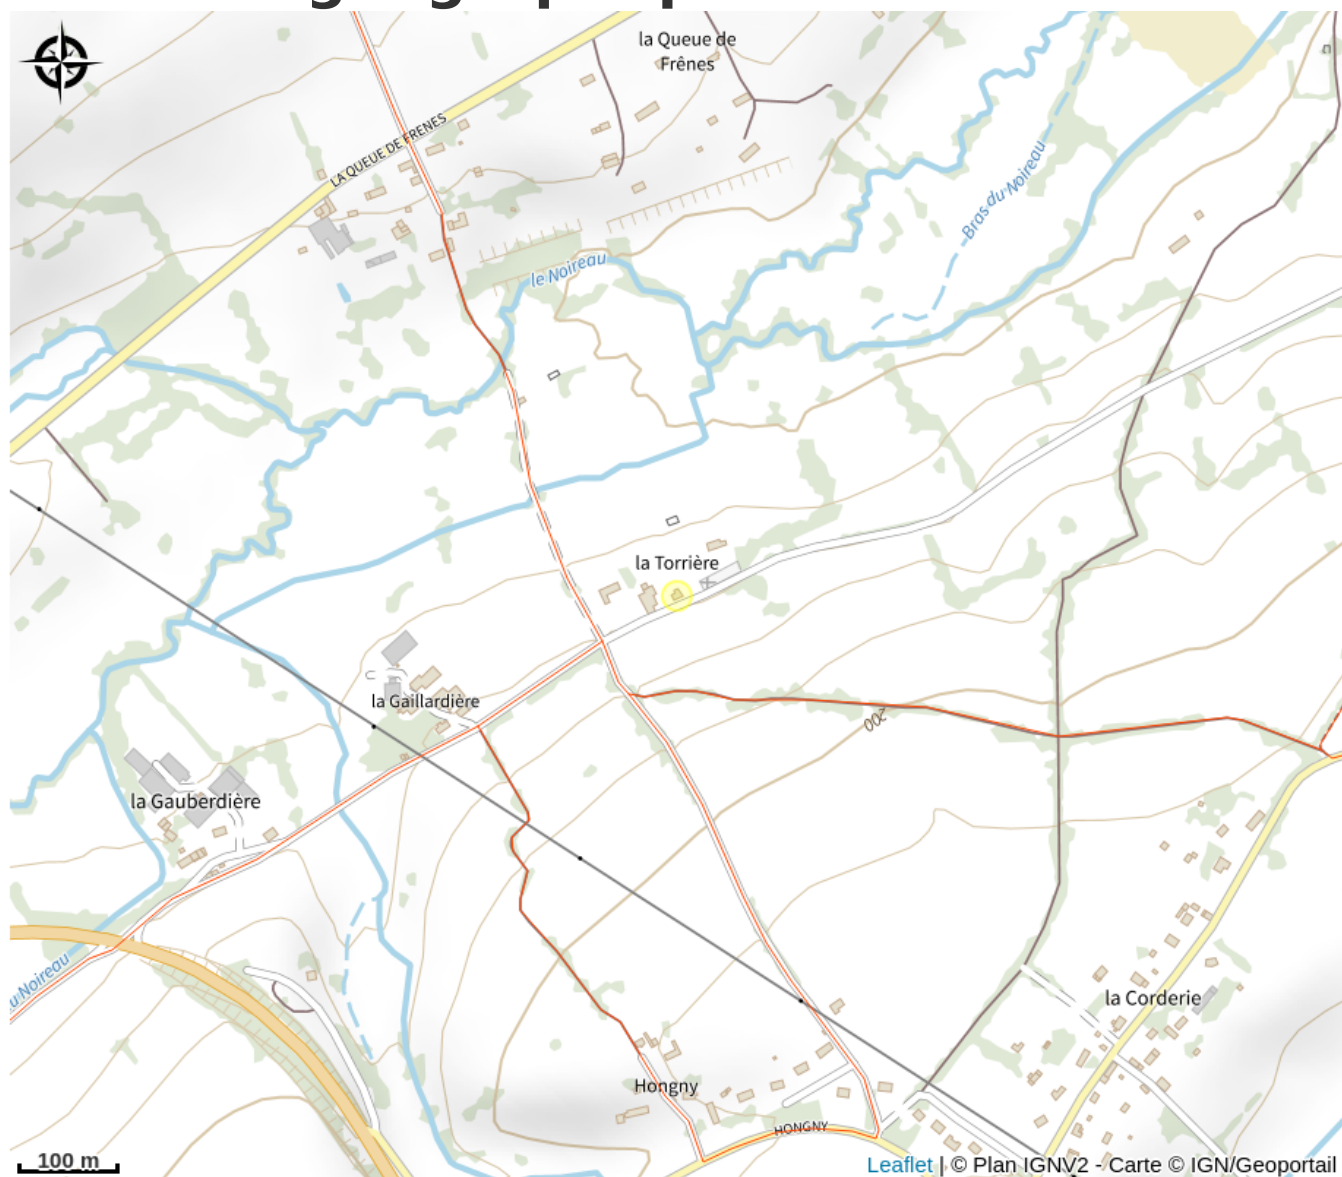 la Queue de
Frênes
LA QUEUE DE FRENES
Bras du Noireau
le Noireau
la Torrière
la Gaillardière
200
la Gauberdière
u Noireau
la Corderie
Hongny
HONGNY
100 m
Leaflet | © Plan IGNV2 - Carte © IGN/Geoportail